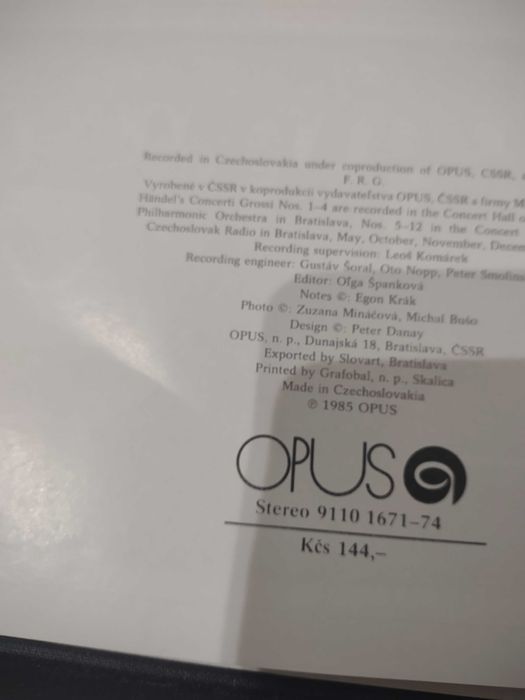 Recorded in Czechoslovakia under coproduction of OPUS, ČSSR,
F. R. G.
Vyrobené v ČSSR v koprodukcii vydavateľstva OPUS, ČSSR a firmy
Händel's Concerti Grossi Nos. 1–4 are recorded in the Concert Hall
Philharmonic Orchestra in Bratislava, Nos. 5–12 in the Concert
Czechoslovak Radio in Bratislava, May, October, November,
Recording supervision: Leoš Komárek
Recording engineer: Gustáv Šoral, Oto Nopp, Peter
Editor: Oľga Španková
Notes ©: Egon Krák
Photo ©: Zuzana Mináčová, Michal Bušo
Design ©: Peter Danay
OPUS, n. p., Dunajská 18, Bratislava, ČSSR
Exported by Slovart, Bratislava
Printed by Grafobal, n. p., Skalica
Made in Czechoslovakia
℗ 1985 OPUS
OPUS
Stereo 9110 1671–74
Kčs 144,–